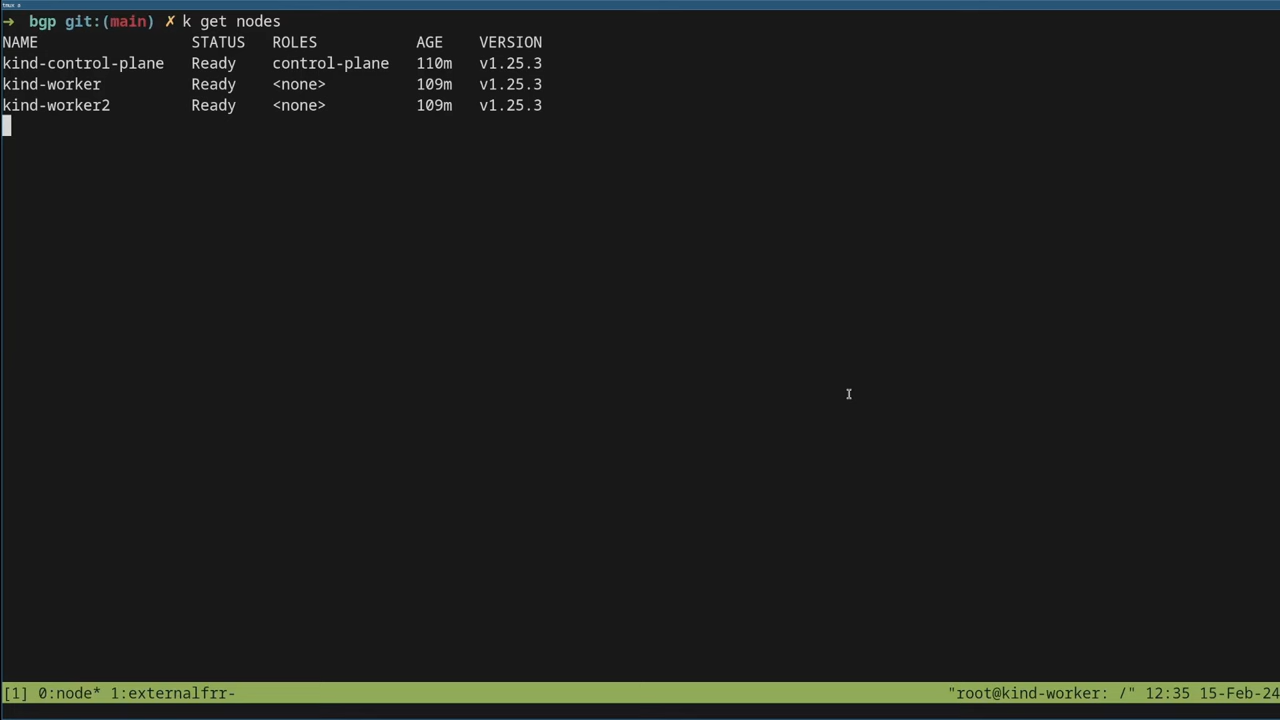 tmux a
→ bgp git:(main) ✗ k get nodes
NAME STATUS ROLES AGE VERSION
kind-control-plane Ready control-plane 110m v1.25.3
kind-worker Ready <none> 109m v1.25.3
kind-worker2 Ready <none> 109m v1.25.3
[1] 0:node* 1:externalfrr- "root@kind-worker: /" 12:35 15-Feb-24